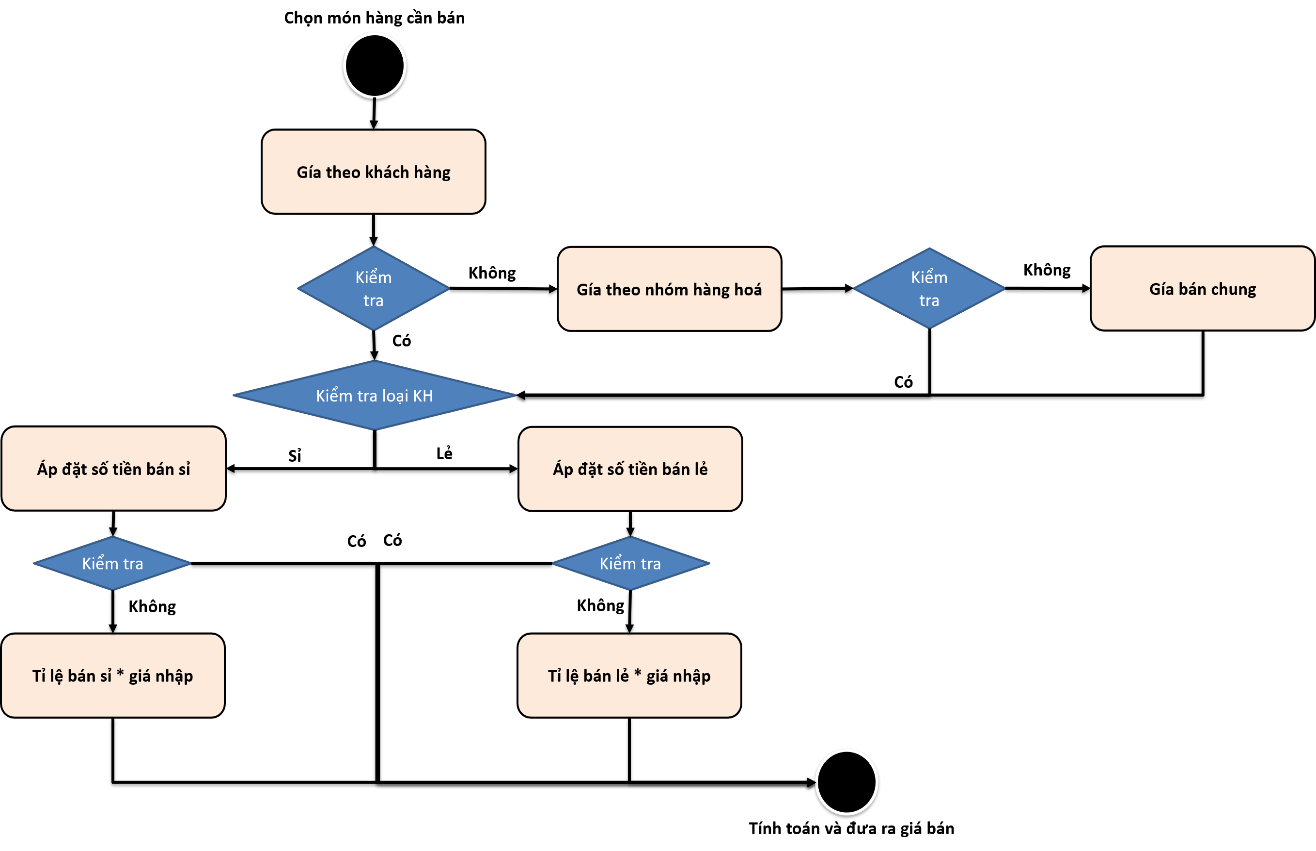 Chọn món hàng cần bán
Gía theo khách hàng
Kiểm
tra
Không
Gía theo nhóm hàng hoá
Kiểm
tra
Không
Gía bán chung
Có
Có
Kiểm tra loại KH
Sỉ
Lẻ
Áp đặt số tiền bán sỉ
Áp đặt số tiền bán lẻ
Có
Có
Kiểm tra
Kiểm tra
Không
Không
Tỉ lệ bán sỉ * giá nhập
Tỉ lệ bán lẻ * giá nhập
Tính toán và đưa ra giá bán